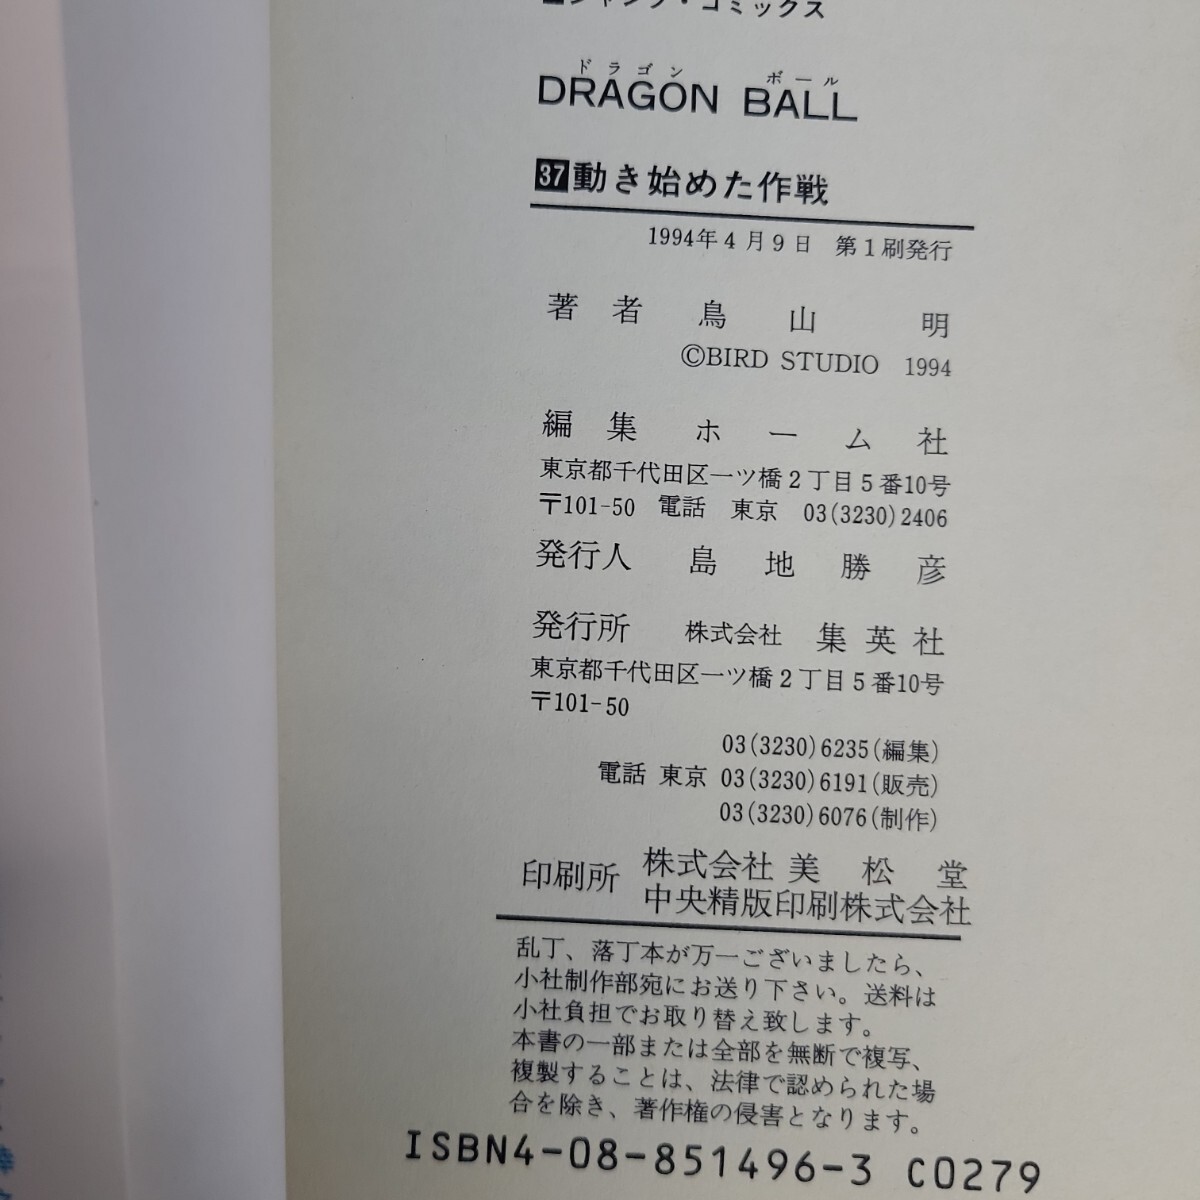 ■ジャンプ・コミックス
ドラゴン ボール
DRAGON BALL
37動き始めた作戦
1994年4月9日 第1刷発行
著者 鳥山 明
©BIRD STUDIO 1994
編集 ホーム社
東京都千代田区一ツ橋2丁目5番10号
〒101-50 電話 東京 03(3230)2406
発行人 島地勝彦
発行所 株式会社 集英社
東京都千代田区一ツ橋2丁目5番10号
〒101-50
03(3230)6235(編集)
電話 東京 03(3230)6191(販売)
03(3230)6076(制作)
印刷所 株式会社 美松堂
中央精版印刷株式会社
乱丁、落丁本が万一ございましたら、
小社制作部宛にお送り下さい。送料は
小社負担でお取り替え致します。
本書の一部または全部を無断で複写、
複製することは、法律で認められた場
合を除き、著作権の侵害となります。
ISBN4-08-851496-3 C0279